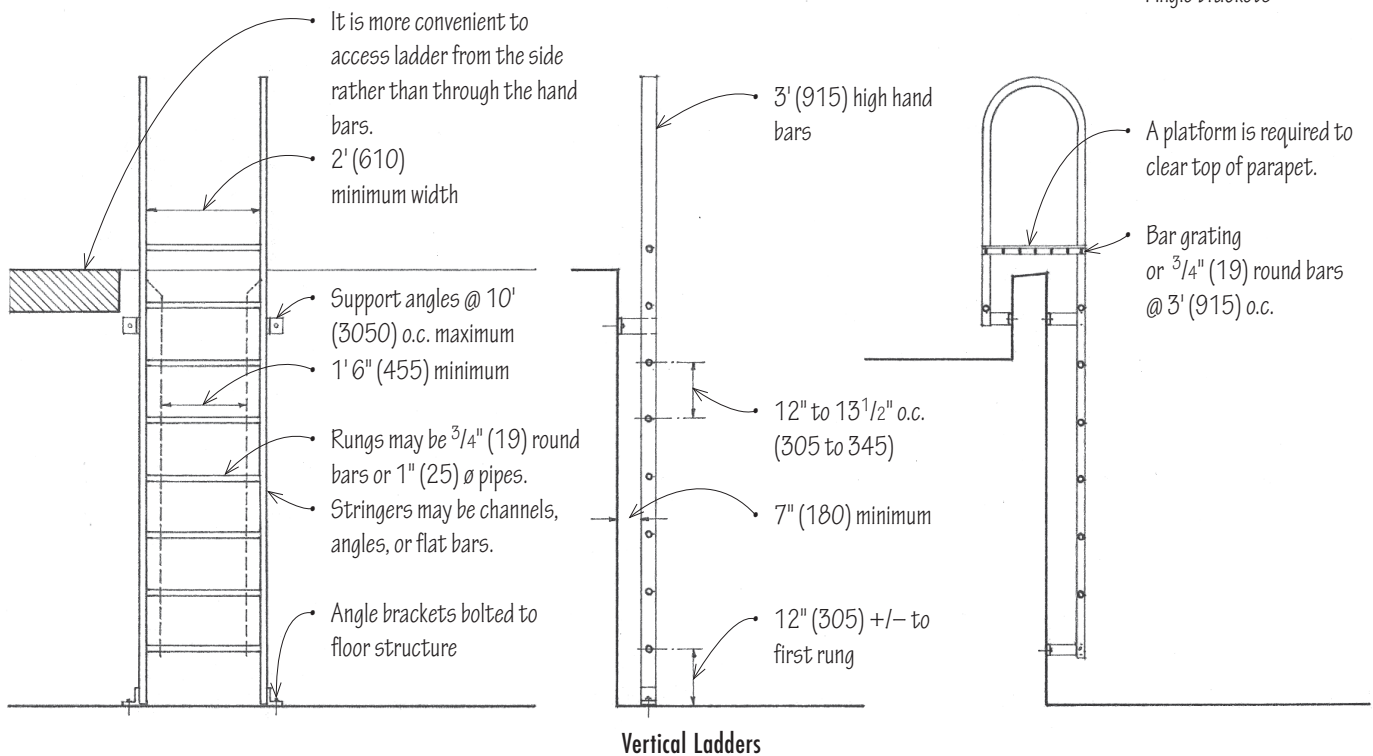 Angle brackets
It is more convenient to
access ladder from the side
rather than through the hand
bars.
2' (610)
minimum width
Support angles @ 10'
(3050) o.c. maximum
1'6" (455) minimum
Rungs may be 3/4" (19) round
bars or 1" (25) ø pipes.
Stringers may be channels,
angles, or flat bars.
Angle brackets bolted to
floor structure
3' (915) high hand
bars
12" to 13 1/2" o.c.
(305 to 345)
7" (180) minimum
12" (305) +/– to
first rung
A platform is required to
clear top of parapet.
Bar grating
or 3/4" (19) round bars
@ 3' (915) o.c.
Vertical Ladders